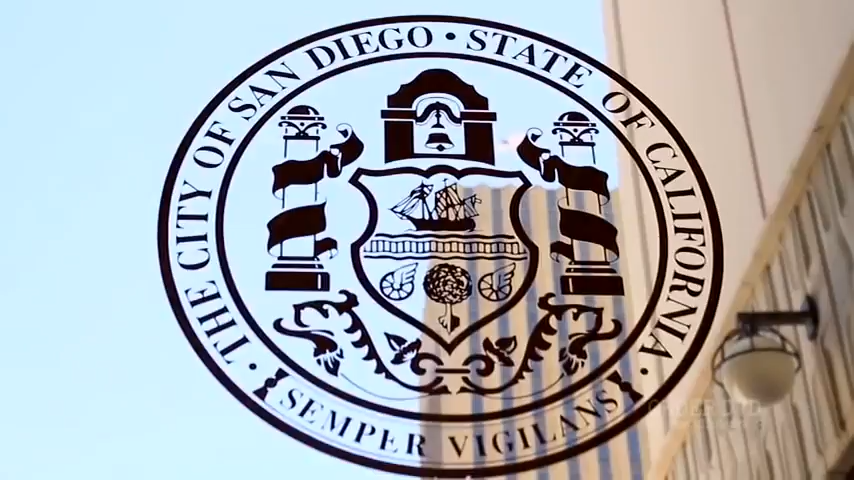 THE CITY OF SAN DIEGO • STATE OF CALIFORNIA •
SEMPER VIGILANS